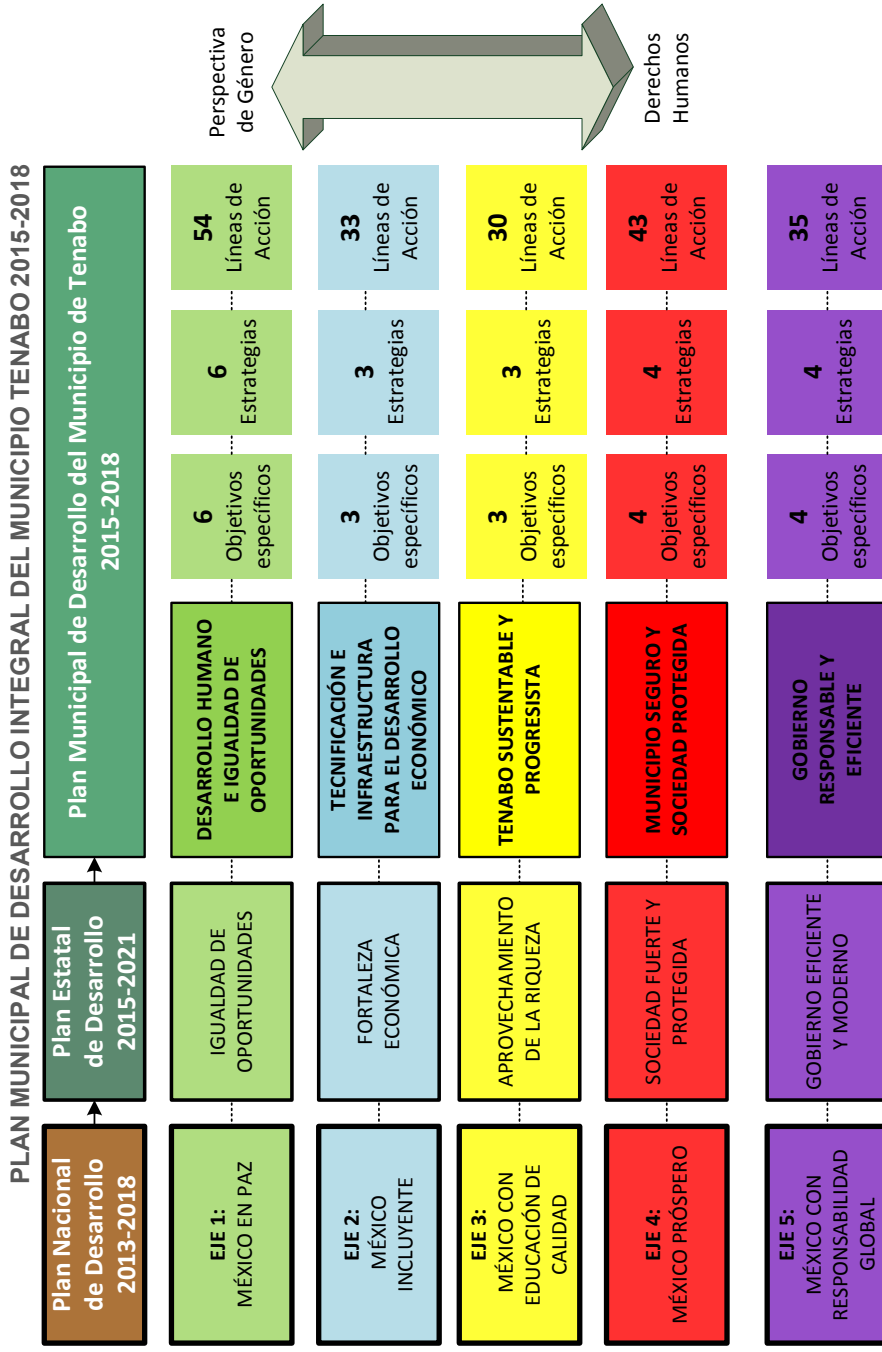 PLAN MUNICIPAL DE DESARROLLO INTEGRAL DEL MUNICIPIO TENABO 2015-2018
Plan Nacional
de Desarrollo
2013-2018
Plan Estatal
de Desarrollo
2015-2021
Plan Municipal de Desarrollo del Municipio de Tenabo
2015-2018
EJE 1:
MÉXICO EN PAZ
IGUALDAD DE
OPORTUNIDADES
DESARROLLO HUMANO
E IGUALDAD DE
OPORTUNIDADES
6
Objetivos
específicos
6
Estrategias
54
Líneas de
Acción
EJE 2:
MÉXICO
INCLUYENTE
FORTALEZA
ECONÓMICA
TECNIFICACIÓN E
INFRAESTRUCTURA
PARA EL DESARROLLO
ECONÓMICO
3
Objetivos
específicos
3
Estrategias
33
Líneas de
Acción
EJE 3:
MÉXICO CON
EDUCACIÓN DE
CALIDAD
APROVECHAMIENTO
DE LA RIQUEZA
TENABO SUSTENTABLE Y
PROGRESISTA
3
Objetivos
específicos
3
Estrategias
30
Líneas de
Acción
EJE 4:
MÉXICO PRÓSPERO
SOCIEDAD FUERTE Y
PROTEGIDA
MUNICIPIO SEGURO Y
SOCIEDAD PROTEGIDA
4
Objetivos
específicos
4
Estrategias
43
Líneas de
Acción
EJE 5:
MÉXICO CON
RESPONSABILIDAD
GLOBAL
GOBIERNO EFICIENTE
Y MODERNO
GOBIERNO
RESPONSABLE Y
EFICIENTE
4
Objetivos
específicos
4
Estrategias
35
Líneas de
Acción
Perspectiva
de Género
Derechos
Humanos